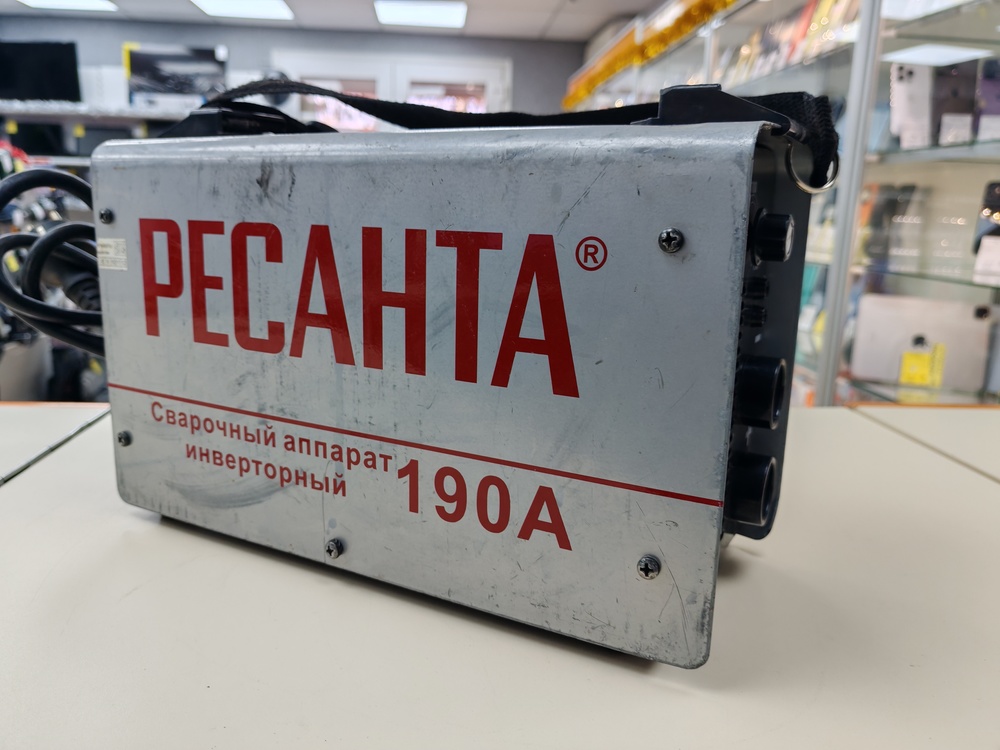 РЕСАНТА®
Сварочный аппарат
инверторный
190А